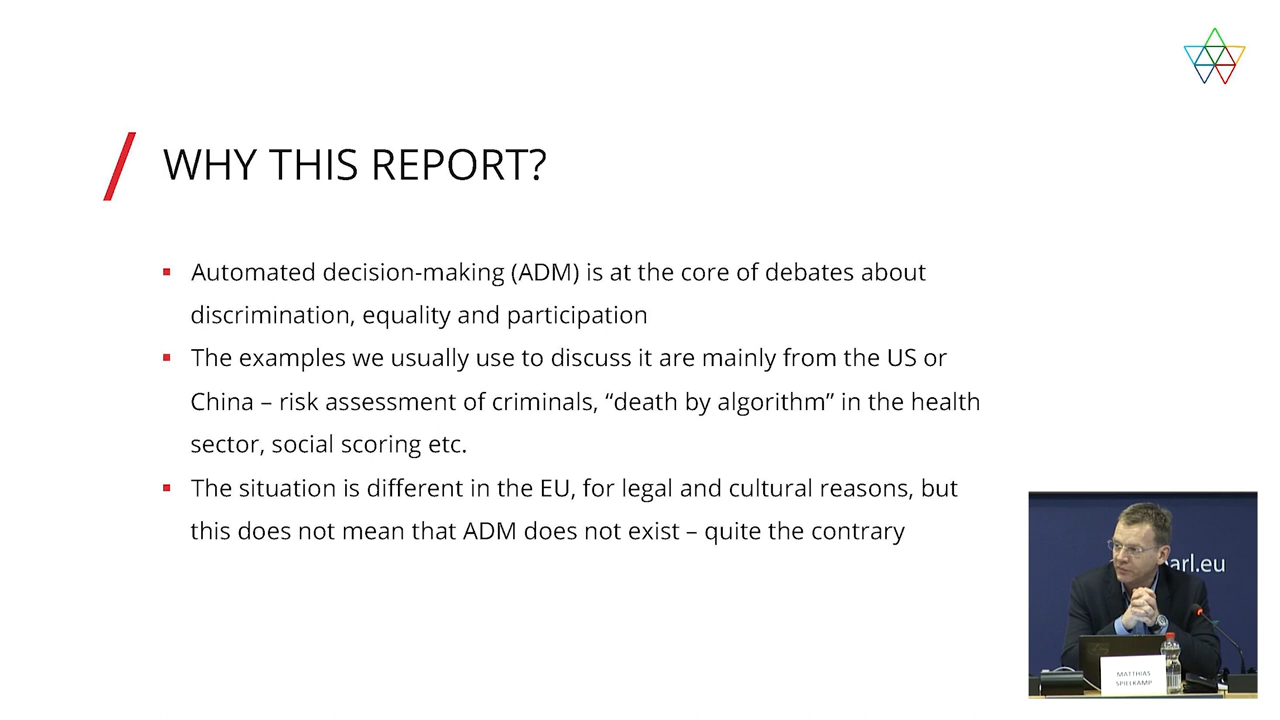 WHY THIS REPORT?
Automated decision-making (ADM) is at the core of debates about
discrimination, equality and participation
The examples we usually use to discuss it are mainly from the US or
China – risk assessment of criminals, “death by algorithm” in the health
sector, social scoring etc.
The situation is different in the EU, for legal and cultural reasons, but
this does not mean that ADM does not exist – quite the contrary
arl.eu
MATTHIAS
SPIELKAMP